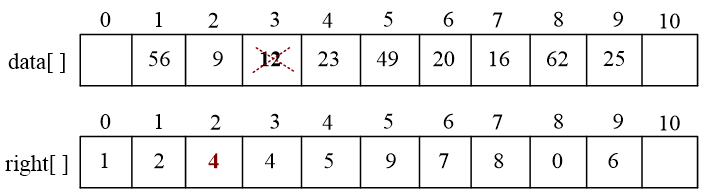 0 1 2 3 4 5 6 7 8 9 10
data[ ] 56 9 12 23 49 20 16 62 25
0 1 2 3 4 5 6 7 8 9 10
right[ ] 1 2 4 4 5 9 7 8 0 6